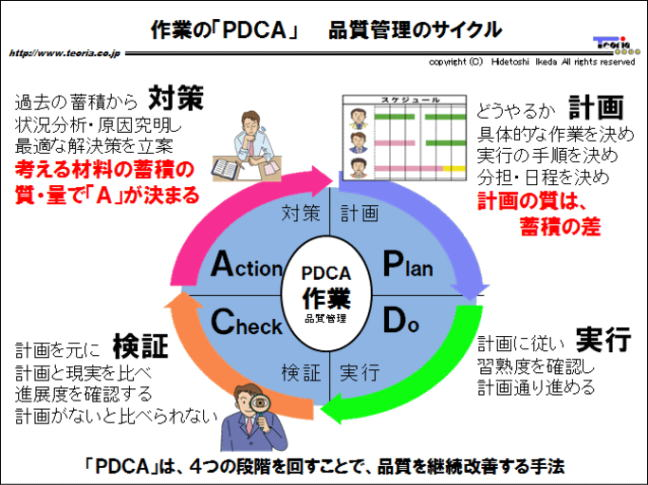 作業の「PDCA」 品質管理のサイクル
http://www.teoria.co.jp
Teoria
copyright (C) Hidetoshi Ikeda All rights reserved
過去の蓄積から 対策
状況分析・原因究明し
最適な解決策を立案
考える材料の蓄積の
質・量で「A」が決まる
スケジュール
どうやるか 計画
具体的な作業を決め
実行の手順を決め
分担・日程を決め
計画の質は、
蓄積の差
対策 計画
Action
Plan
PDCA
作業
品質管理
Check
Do
検証 実行
計画を元に 検証
計画と現実を比べ
進展度を確認する
計画がないと比べられない
計画に従い 実行
習熟度を確認し
計画通り進める
「PDCA」は、4つの段階を回すことで、品質を継続改善する手法